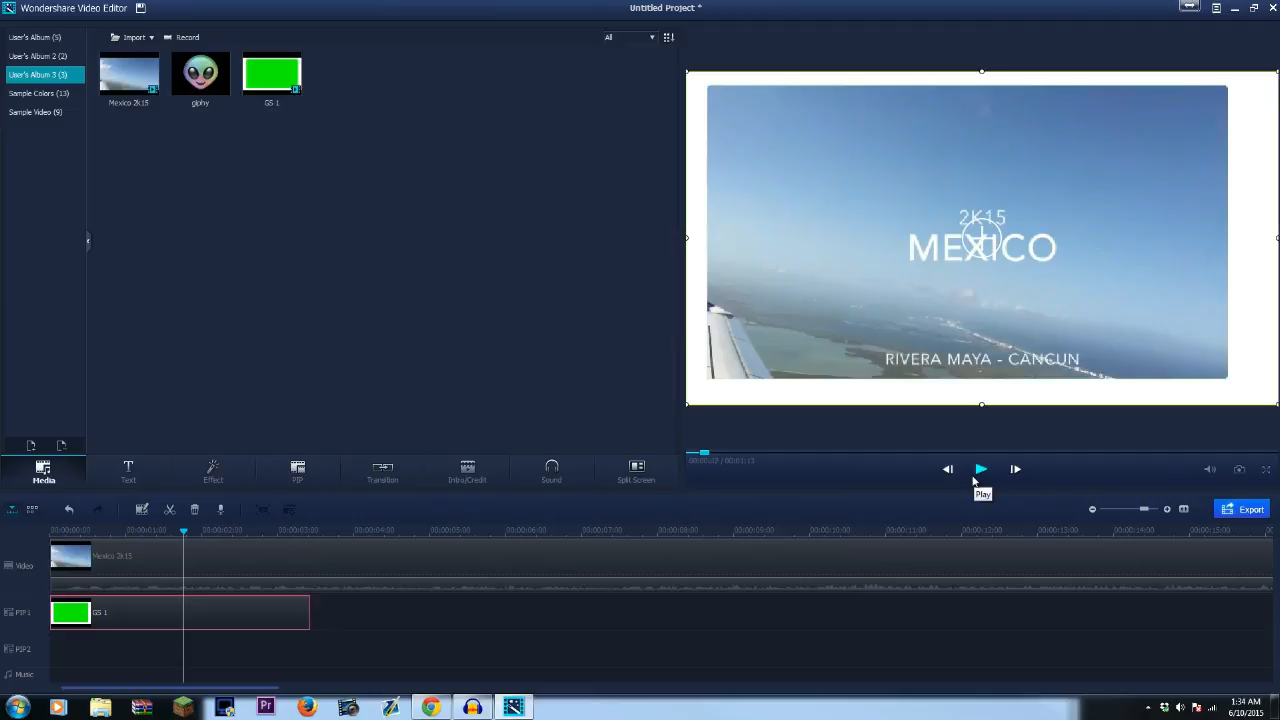 Wondershare Video Editor
Untitled Project *
User's Album (5)
User's Album 2 (2)
User's Album 3 (3)
Sample Colors (13)
Sample Video (9)
Import
Record
All
Mexico 2k15
giphy
GS 1
2K15
MEXICO
RIVERA MAYA - CANCUN
Media
Text
Effect
PIP
Transition
Intro/Credit
Sound
Split Screen
Play
Export
00:00:00:00
00:00:01:00
00:00:02:00
00:00:03:00
00:00:04:00
00:00:05:00
00:00:06:00
00:00:07:00
00:00:08:00
00:00:09:00
00:00:10:00
00:00:11:00
00:00:12:00
00:00:13:00
00:00:14:00
00:00:15:00
Video
Mexico 2k15
PIP1
GS 1
PIP2
Music
Pr
1:34 AM
6/10/2015